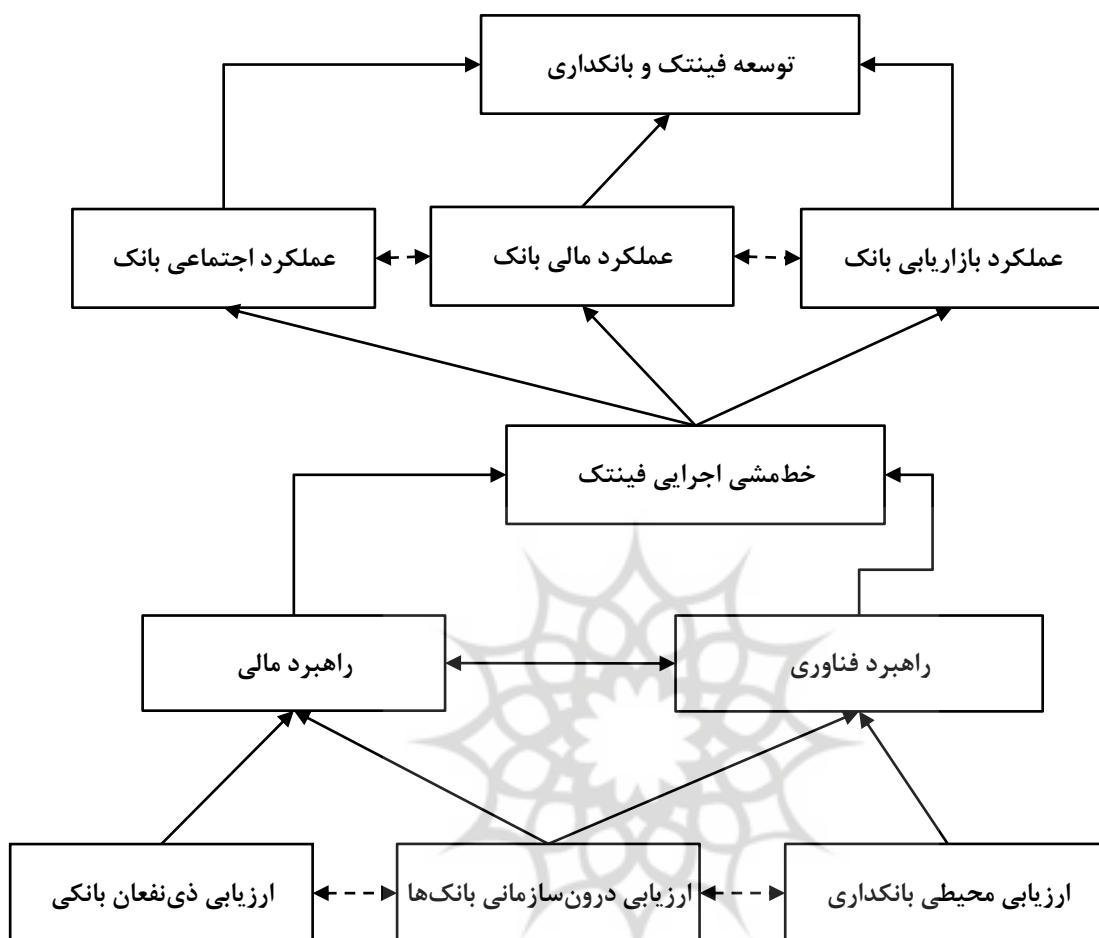 توسعه فینتک و بانکداری
عملکرد بازاریابی بانک
عملکرد مالی بانک
عملکرد اجتماعی بانک
خط‌مشی اجرایی فینتک
راهبرد فناوری
راهبرد مالی
ارزیابی محیطی بانکداری
ارزیابی درون‌سازمانی بانک‌ها
ارزیابی ذی‌نفعان بانکی